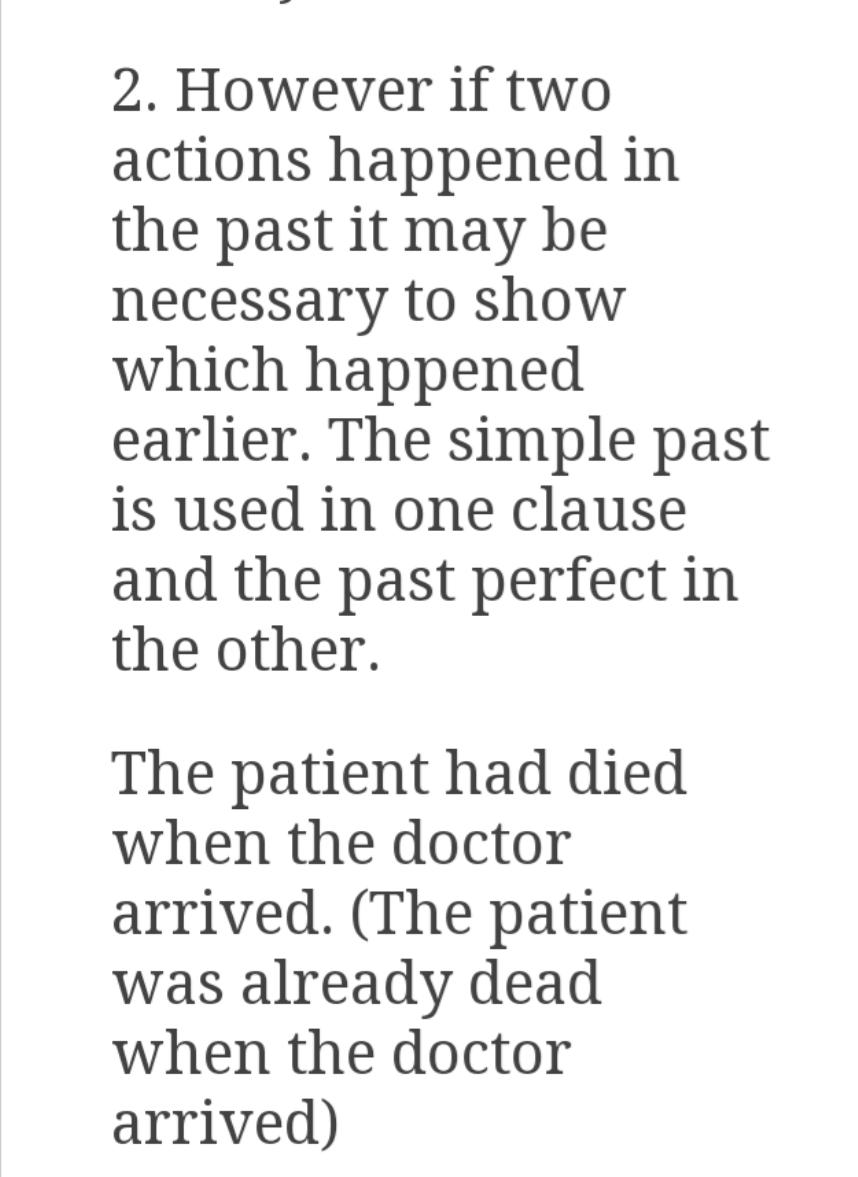 2. However if two
actions happened in
the past it may be
necessary to show
which happened
earlier. The simple past
is used in one clause
and the past perfect in
the other.
The patient had died
when the doctor
arrived. (The patient
was already dead
when the doctor
arrived)